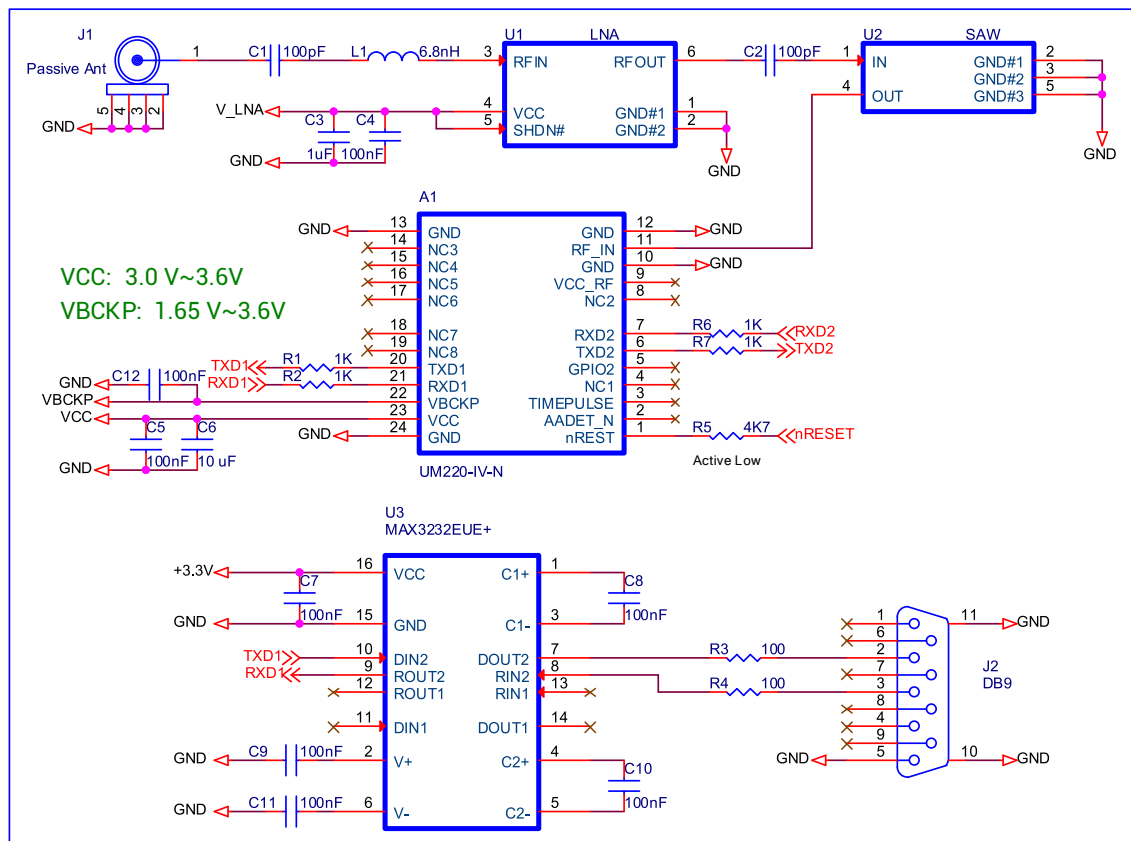 J1
Passive Ant
1
5
4
3
2
GND
C1
100pF
L1
6.8nH
U1
LNA
3
RFIN
RFOUT
6
4
VCC
5
SHDN#
GND#1
1
GND#2
2
GND
V_LNA
C3
1uF
C4
100nF
GND
C2
100pF
U2
SAW
1
IN
4
OUT
GND#1
2
GND#2
3
GND#3
5
GND
VCC: 3.0 V~3.6V
VBCKP: 1.65 V~3.6V
A1
GND
13
GND
14
NC3
15
NC4
16
NC5
17
NC6
18
NC7
19
NC8
TXD1
R1
1K
20
TXD1
RXD1
R2
1K
21
RXD1
GND
C12
100nF
VBCKP
22
VBCKP
VCC
23
VCC
GND
24
GND
C5
100nF
C6
10 uF
GND
GND
12
GND
RF_IN
11
GND
10
GND
VCC_RF
9
NC2
8
RXD2
7
R6
1K
RXD2
TXD2
6
R7
1K
TXD2
GPIO2
5
NC1
4
TIMEPULSE
3
AADET_N
2
nREST
1
R5
4K7
nRESET
Active Low
UM220-IV-N
U3
MAX3232EUE+
+3.3V
16
VCC
C7
100nF
GND
15
GND
TXD1
10
DIN2
RXD1
9
ROUT2
12
ROUT1
11
DIN1
GND
C9
100nF
2
V+
GND
C11
100nF
6
V-
C1+
1
C8
100nF
C1-
3
DOUT2
7
RIN2
8
RIN1
13
DOUT1
14
C2+
4
C10
100nF
C2-
5
R3
100
R4
100
1
6
2
7
3
8
4
9
5
GND
11
GND
J2
DB9
10
GND